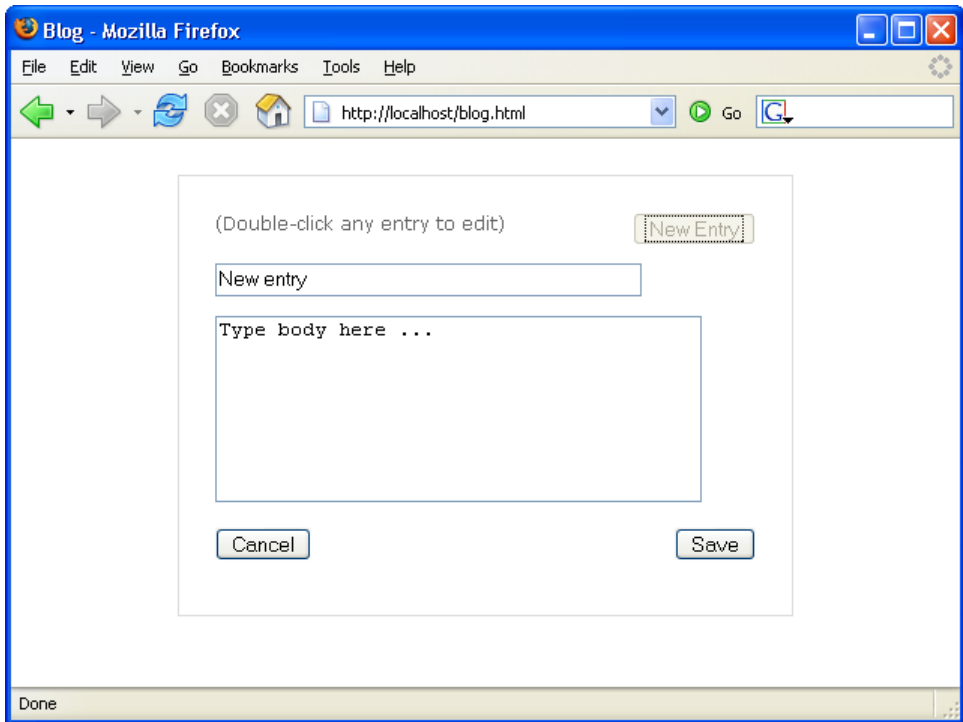 Blog - Mozilla Firefox
File Edit View Go Bookmarks Tools Help
http://localhost/blog.html Go G
(Double-click any entry to edit) New Entry
New entry
Type body here ...
Cancel Save
Done